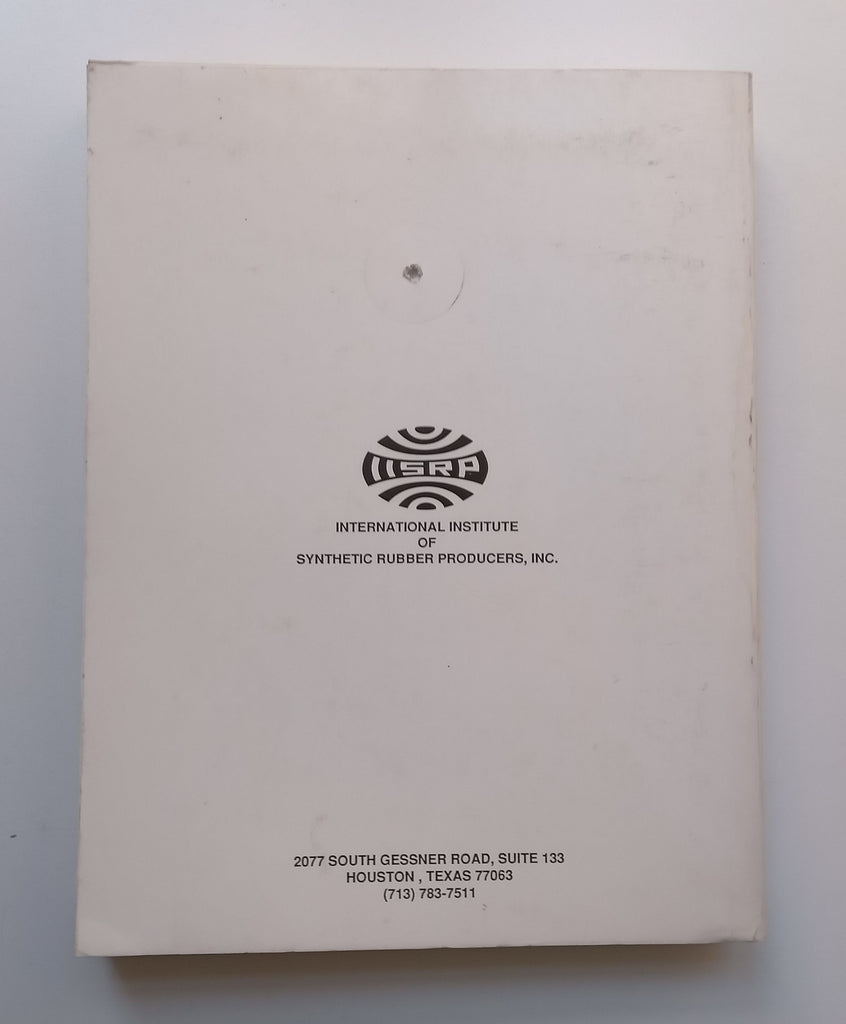 IISRP
INTERNATIONAL INSTITUTE
OF
SYNTHETIC RUBBER PRODUCERS, INC.
2077 SOUTH GESSNER ROAD, SUITE 133
HOUSTON , TEXAS 77063
(713) 783-7511